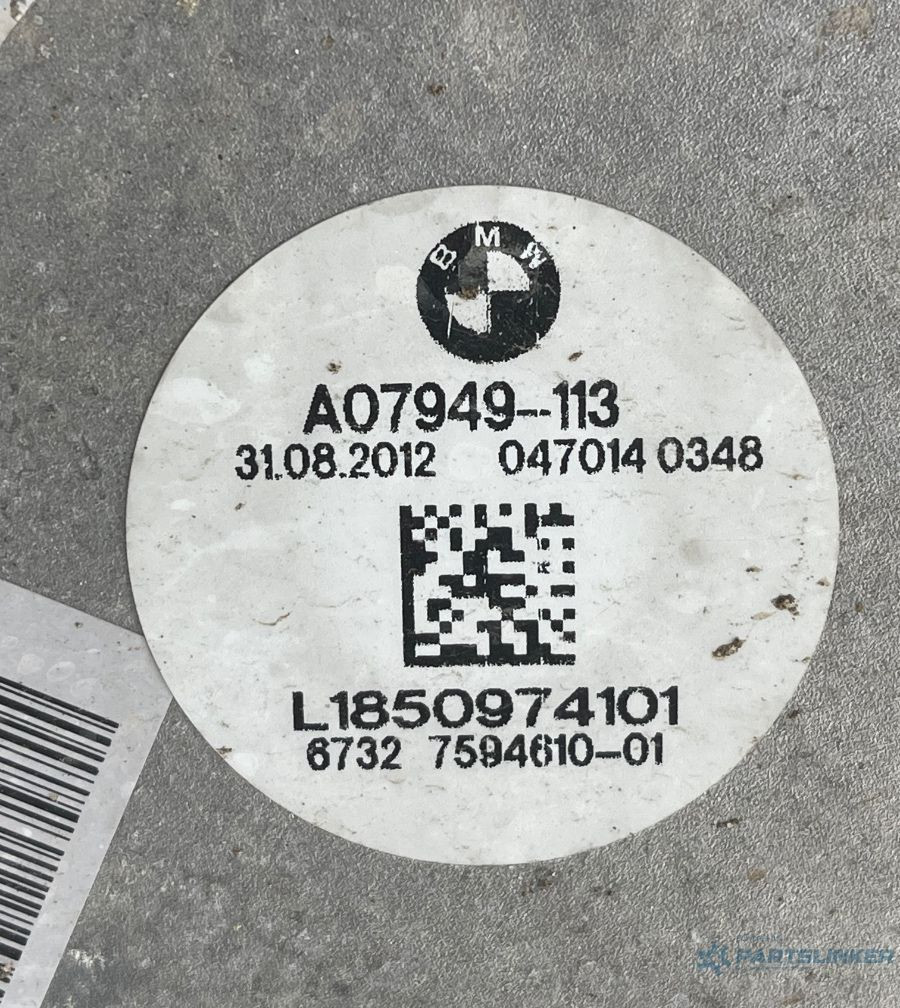 BMW
A07949-113
31.08.2012 047014 0348
L1850974101
6732 7594610-01
PARTSLINKER